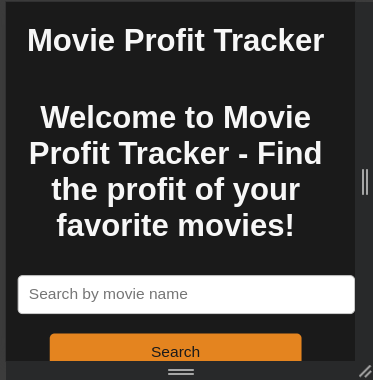 Movie Profit Tracker
Welcome to Movie
Profit Tracker - Find
the profit of your
favorite movies!
Search by movie name
Search